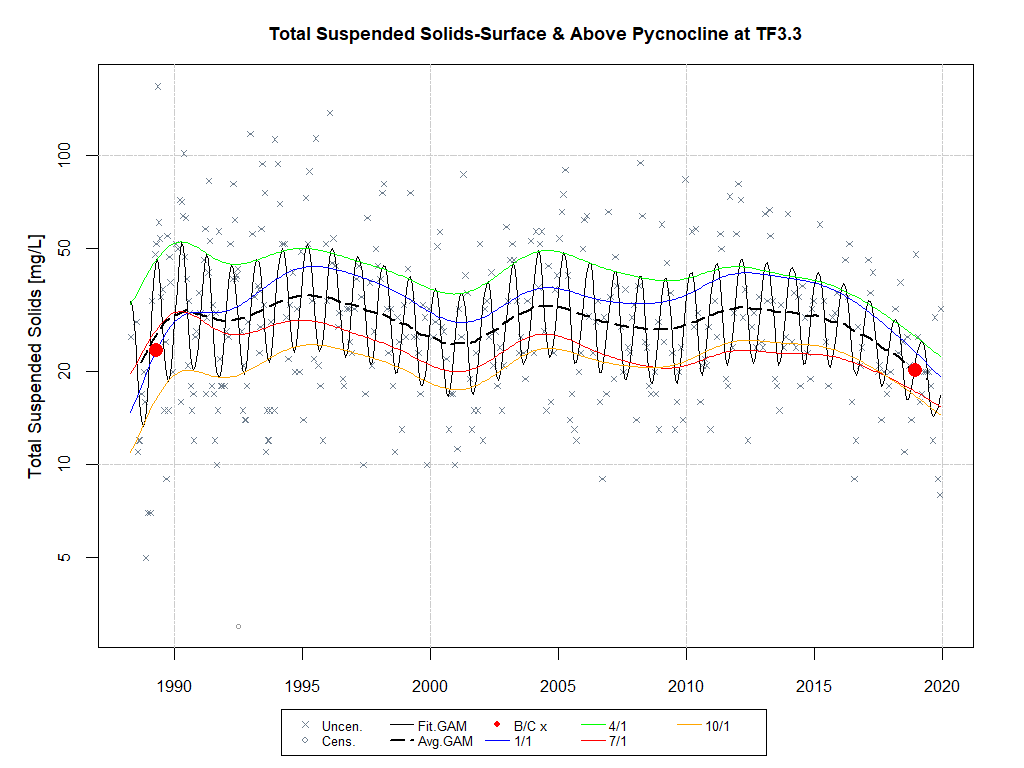 Total Suspended Solids-Surface & Above Pycnocline at TF3.3
Total Suspended Solids [mg/L]
100
50
20
10
5
1990 1995 2000 2005 2010 2015 2020
Uncen. Fit.GAM B/C x 4/1 10/1
Cens. Avg.GAM 1/1 7/1